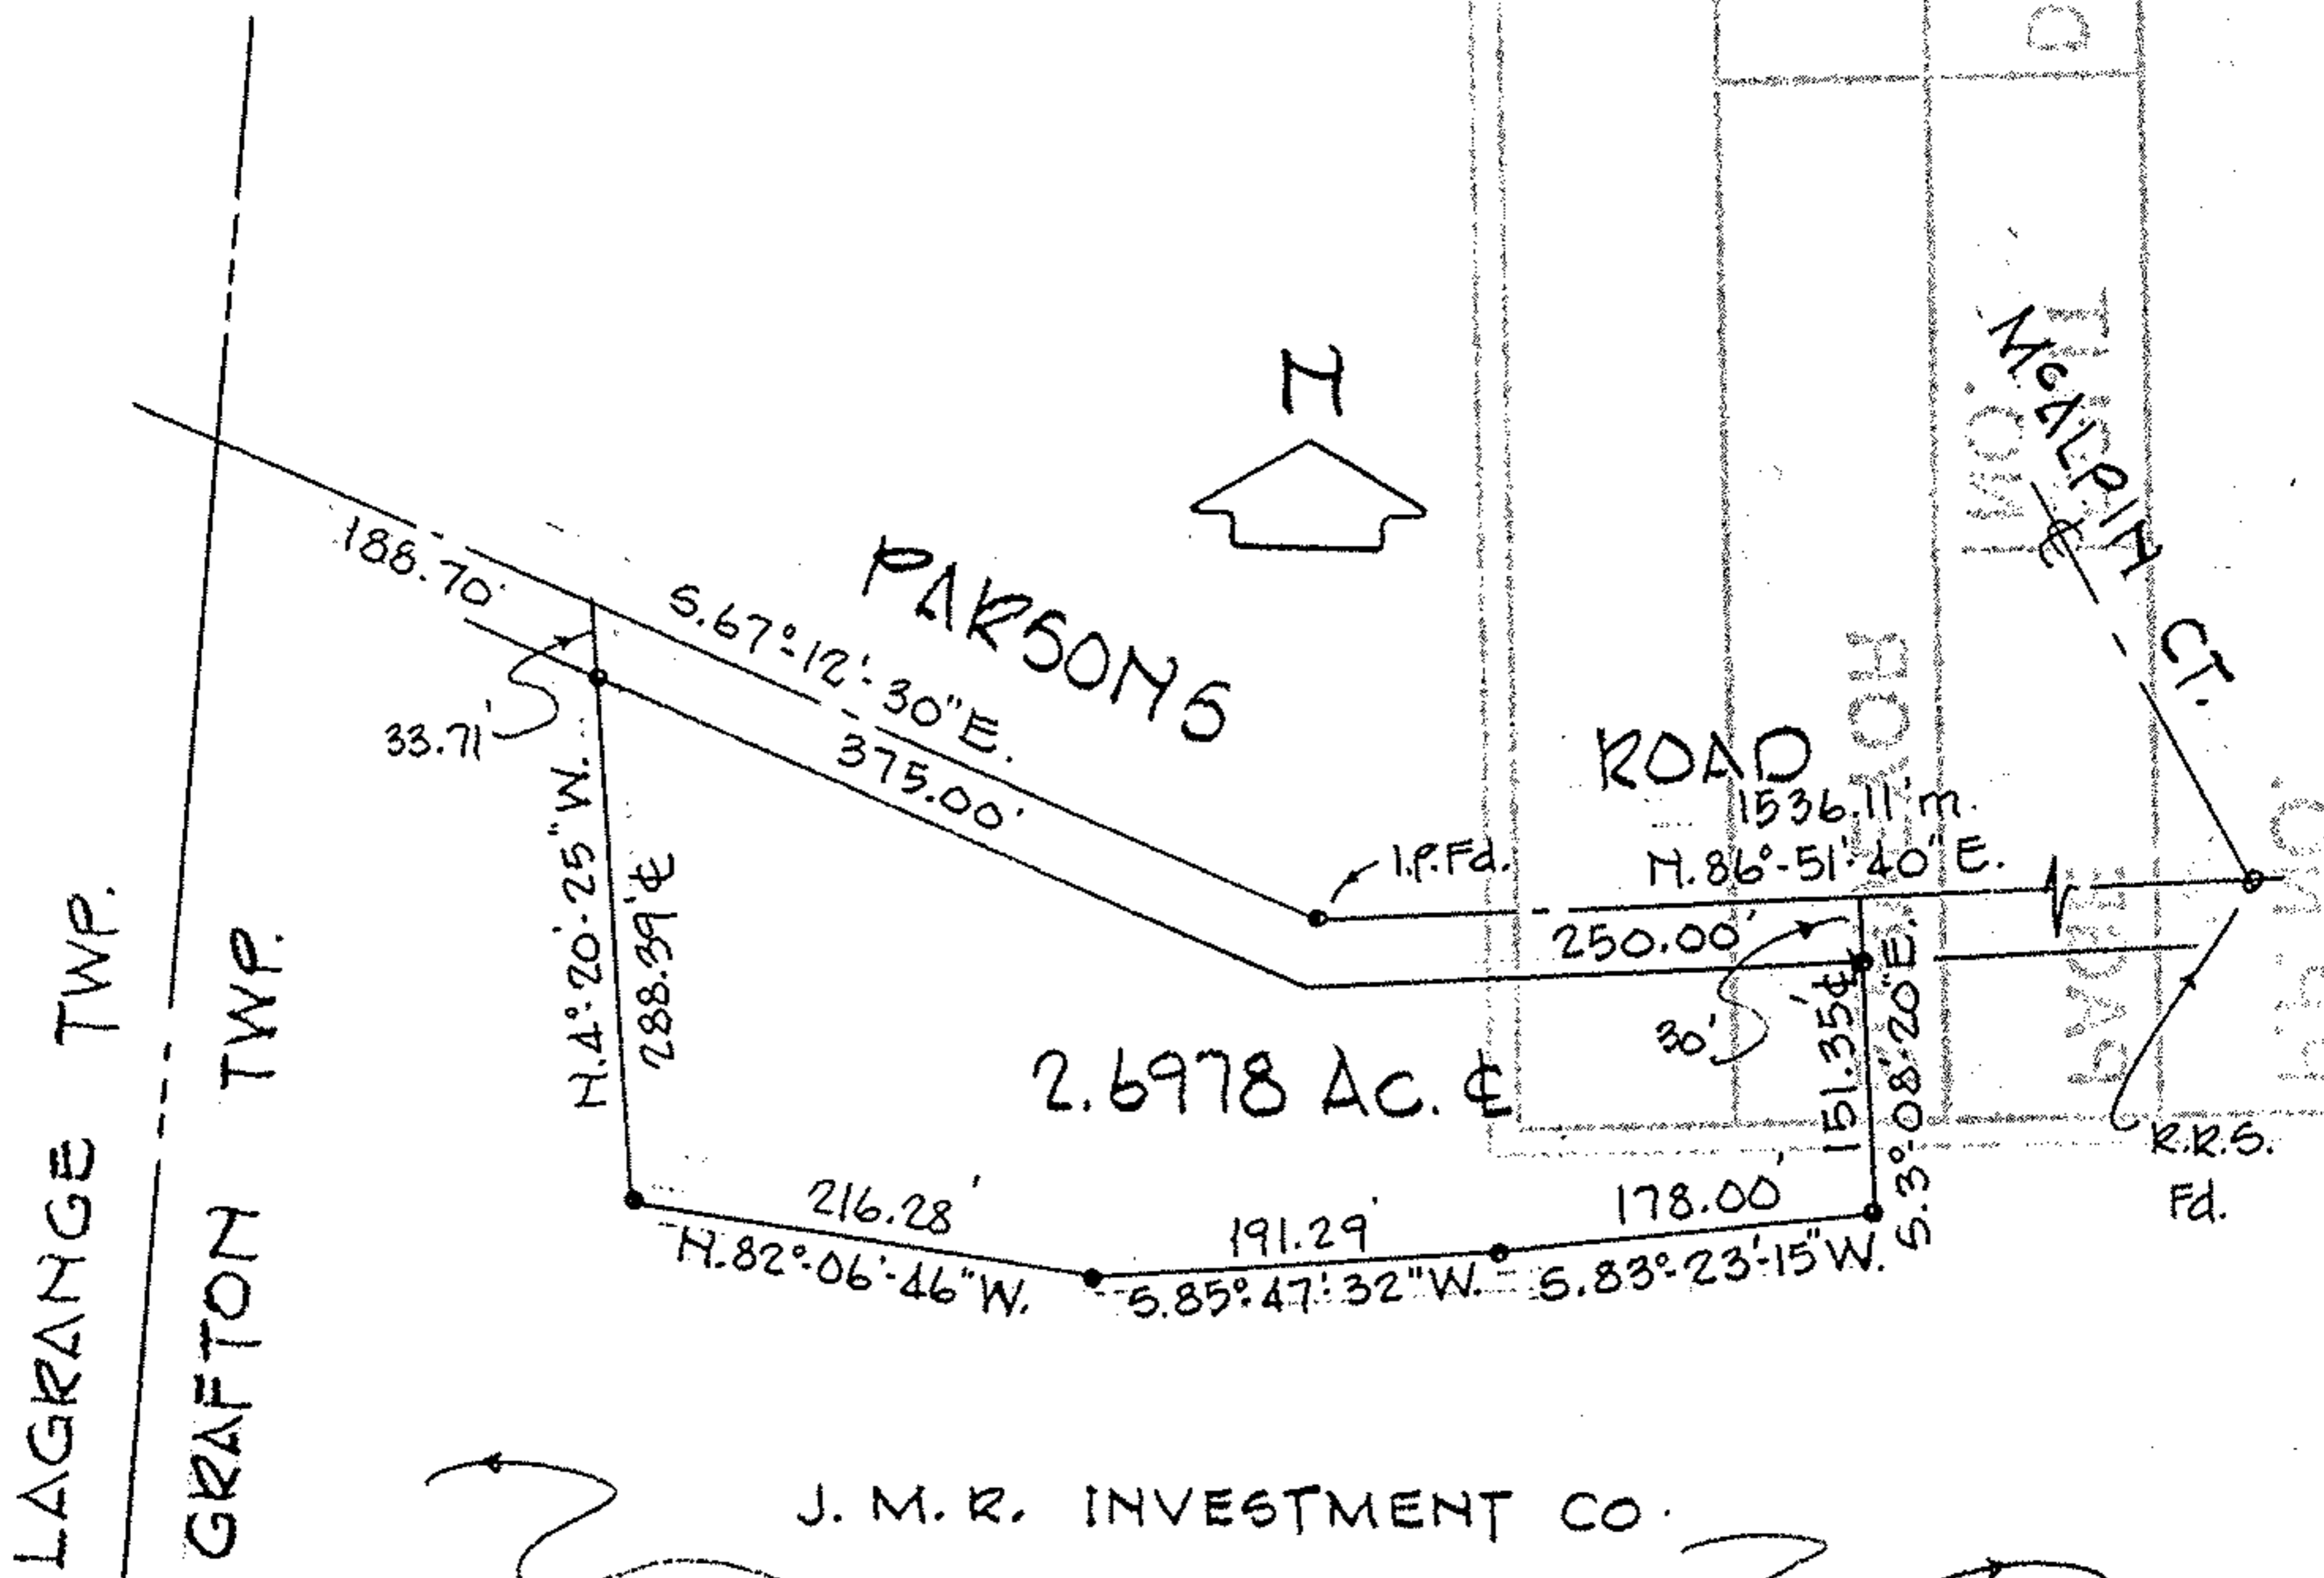 N
McALPIN CT.
℄
188.70'
S.67°-12'-30"E.
375.00'
PARSONS
ROAD
33.71'
1536.11'm.
N.86°-51'-40"E.
I.P.Fd.
250.00'
30'
N.4°-20'-25"W.
288.39'℄
151.35'℄
S.3°-08'-20"E.
2.6978 AC. ℄
R.R.S.
Fd.
216.28'
N.82°-06'-46"W.
191.29'
S.85°-47'-32"W.
178.00'
S.83°-23'-15"W.
LAGRANGE TWP.
GRAFTON TWP.
J. M. R. INVESTMENT CO.